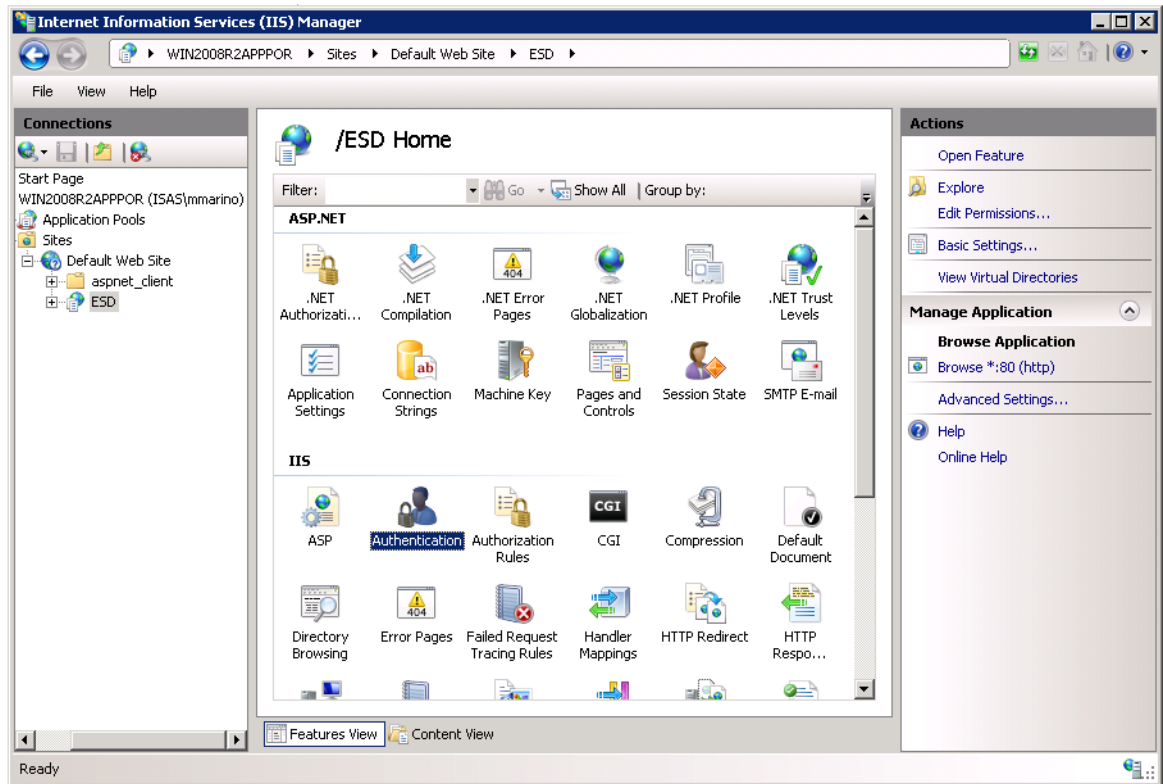 Internet Information Services (IIS) Manager
WIN2008R2APPPOR Sites Default Web Site ESD
File View Help
Connections
Start Page
WIN2008R2APPPOR (ISAS\mmarino)
Application Pools
Sites
Default Web Site
aspnet_client
ESD
/ESD Home
Filter: Go Show All Group by:
ASP.NET
.NET Authorizati...
.NET Compilation
404
.NET Error Pages
.NET Globalization
.NET Profile
.NET Trust Levels
Application Settings
ab
Connection Strings
Machine Key
Pages and Controls
Session State
SMTP E-mail
IIS
ASP
Authentication
Authorization Rules
CGI
CGI
Compression
Default Document
Directory Browsing
404
Error Pages
Failed Request Tracing Rules
Handler Mappings
HTTP Redirect
HTTP Respo...
Features View Content View
Actions
Open Feature
Explore
Edit Permissions...
Basic Settings...
View Virtual Directories
Manage Application
Browse Application
Browse *:80 (http)
Advanced Settings...
Help
Online Help
Ready